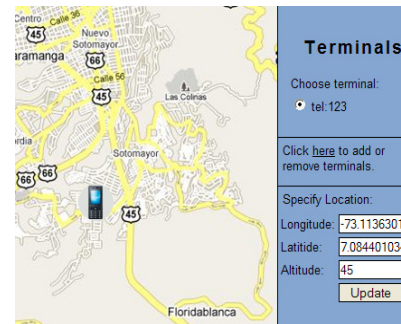 Centro
Calle 36
45
Nuevo
Sotomayor
aramanga
66
Calle 56
45
Las Colinas
Sotomayor
rdia
66
66
45
Floridablanca
Terminals
Choose terminal:
tel:123
Click here to add or
remove terminals.
Specify Location:
Longitude: -73.1136301
Latitide: 7.08440103
Altitude: 45
Update